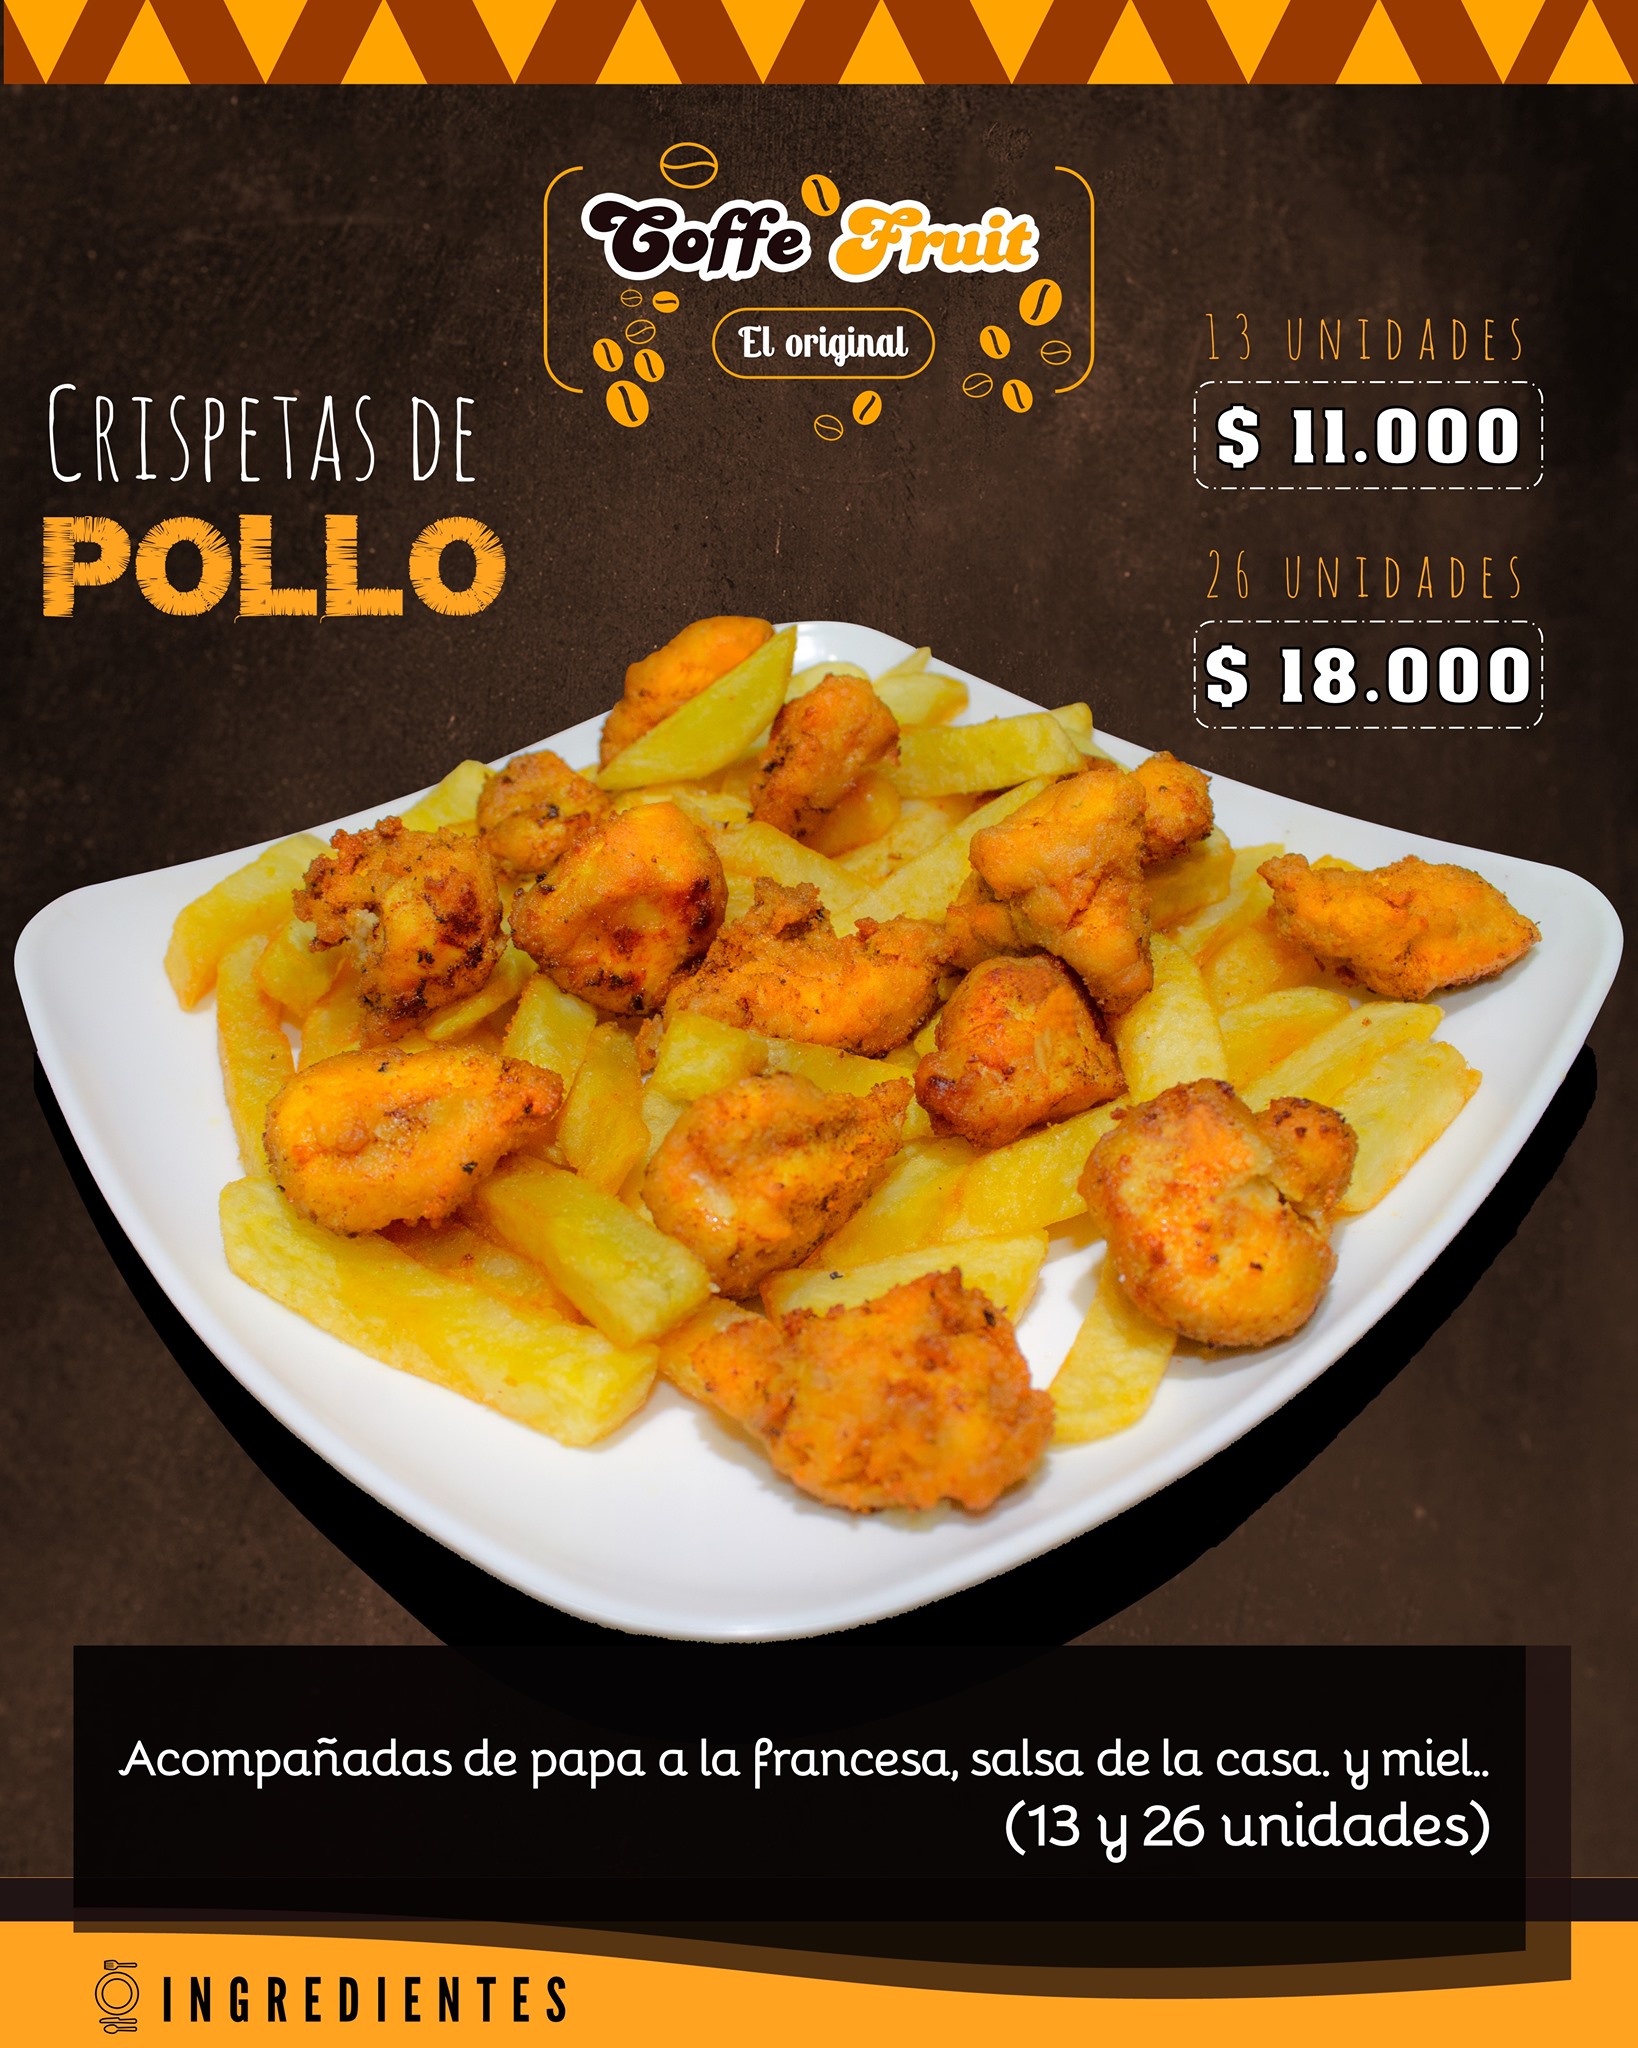 Coffe Fruit
El original
CRISPETAS DE
POLLO
13 UNIDADES
$ 11.000
26 UNIDADES
$ 18.000
Acompañadas de papa a la francesa, salsa de la casa. y miel..
(13 y 26 unidades)
INGREDIENTES